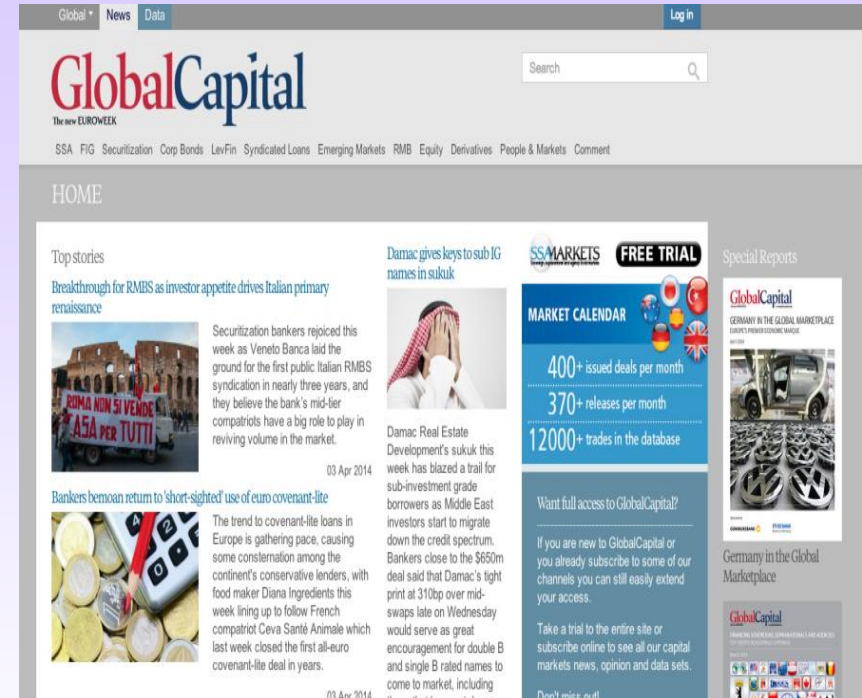 Global
News
Data
Log in
GlobalCapital
The new EUROWEEK
Search
SSA FIG Securitization Corp Bonds LevFin Syndicated Loans Emerging Markets RMB Equity Derivatives People & Markets Comment
HOME
Top stories
Breakthrough for RMBS as investor appetite drives Italian primary
renaissance
ROMA NON SI VENDE
CASA PER TUTTI
Securitization bankers rejoiced this
week as Veneto Banca laid the
ground for the first public Italian RMBS
syndication in nearly three years, and
they believe the bank's mid-tier
compatriots have a big role to play in
reviving volume in the market.
03 Apr 2014
Bankers bemoan return to 'short-sighted' use of euro covenant-lite
The trend to covenant-lite loans in
Europe is gathering pace, causing
some consternation among the
continent's conservative lenders, with
food maker Diana Ingredients this
week lining up to follow French
compatriot Ceva Santé Animale which
last week closed the first all-euro
covenant-lite deal in years.
03 Apr 2014
Damac gives keys to sub IG
names in sukuk
Damac Real Estate
Development's sukuk this
week has blazed a trail for
sub-investment grade
borrowers as Middle East
investors start to migrate
down the credit spectrum.
Bankers close to the $650m
deal said that Damac's tight
print at 310bp over mid-
swaps late on Wednesday
would serve as great
encouragement for double B
and single B rated names to
come to market, including
SSAMARKETS
FREE TRIAL
MARKET CALENDAR
400+ issued deals per month
370+ releases per month
12000+ trades in the database
Want full access to GlobalCapital?
If you are new to GlobalCapital or
you already subscribe to some of our
channels you can still easily extend
your access.
Take a trial to the entire site or
subscribe online to see all our capital
markets news, opinion and data sets.
Don't miss out!
Special Reports
GlobalCapital
GERMANY IN THE GLOBAL MARKETPLACE
EUROPE'S PREMIER ECONOMIC MARQUE
COMMERZBANK
Germany in the Global
Marketplace
GlobalCapital